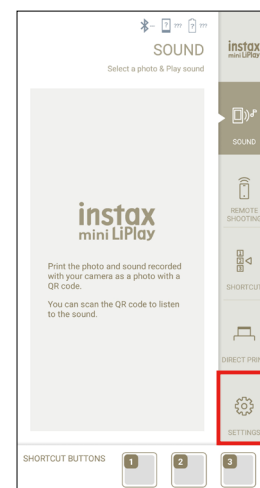 -- ? ??? ? ???
SOUND
Select a photo & Play sound
instax
mini LiPlay
Print the photo and sound recorded
with your camera as a photo with a
QR code.
You can scan the QR code to listen
to the sound.
instax
mini LiPlay
SOUND
REMOTE
SHOOTING
SHORTCUT
DIRECT PRIN
SETTINGS
SHORTCUT BUTTONS
1
2
3